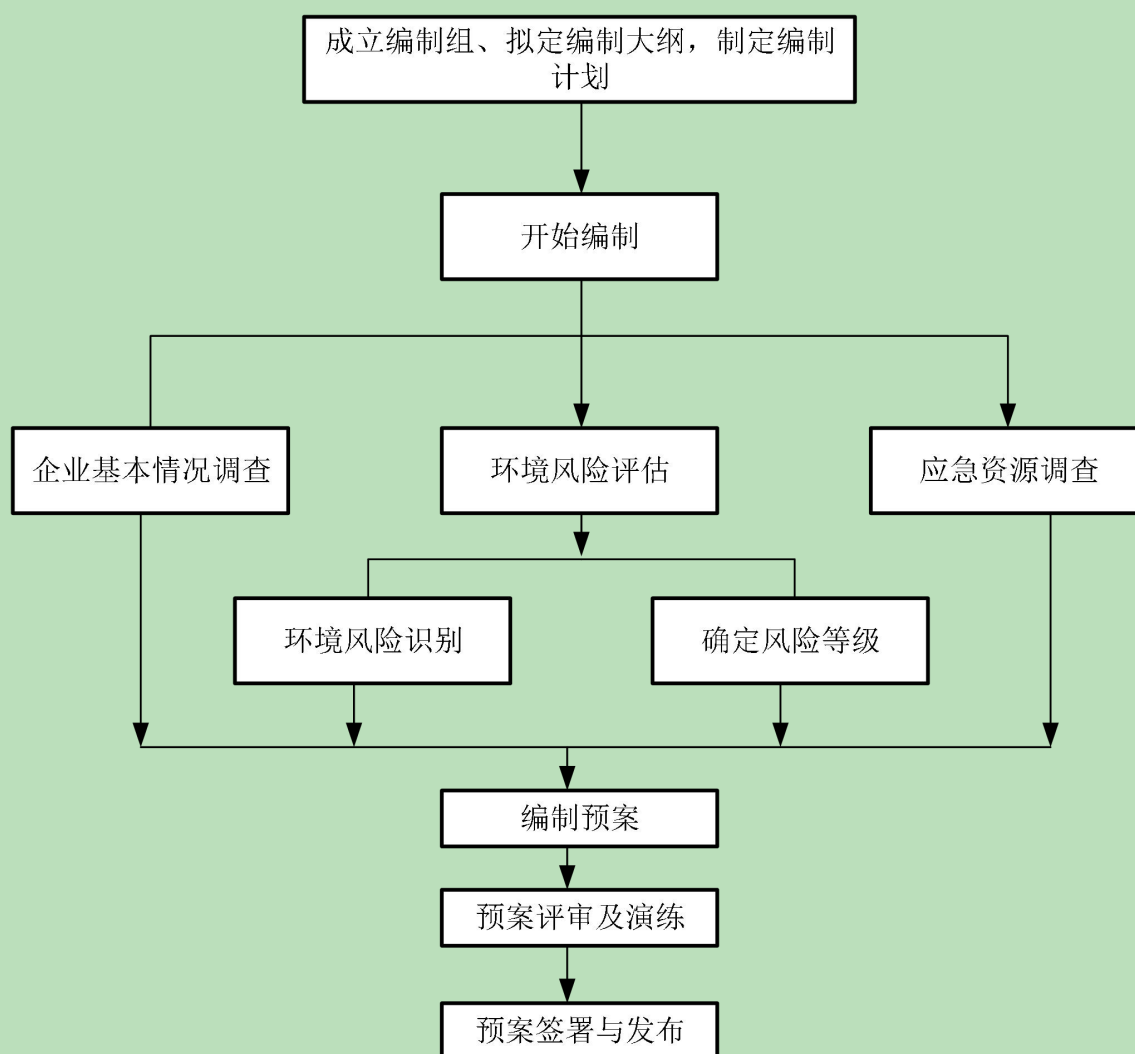 成立编制组、拟定编制大纲，制定编制
计划
开始编制
企业基本情况调查
环境风险评估
应急资源调查
环境风险识别
确定风险等级
编制预案
预案评审及演练
预案签署与发布